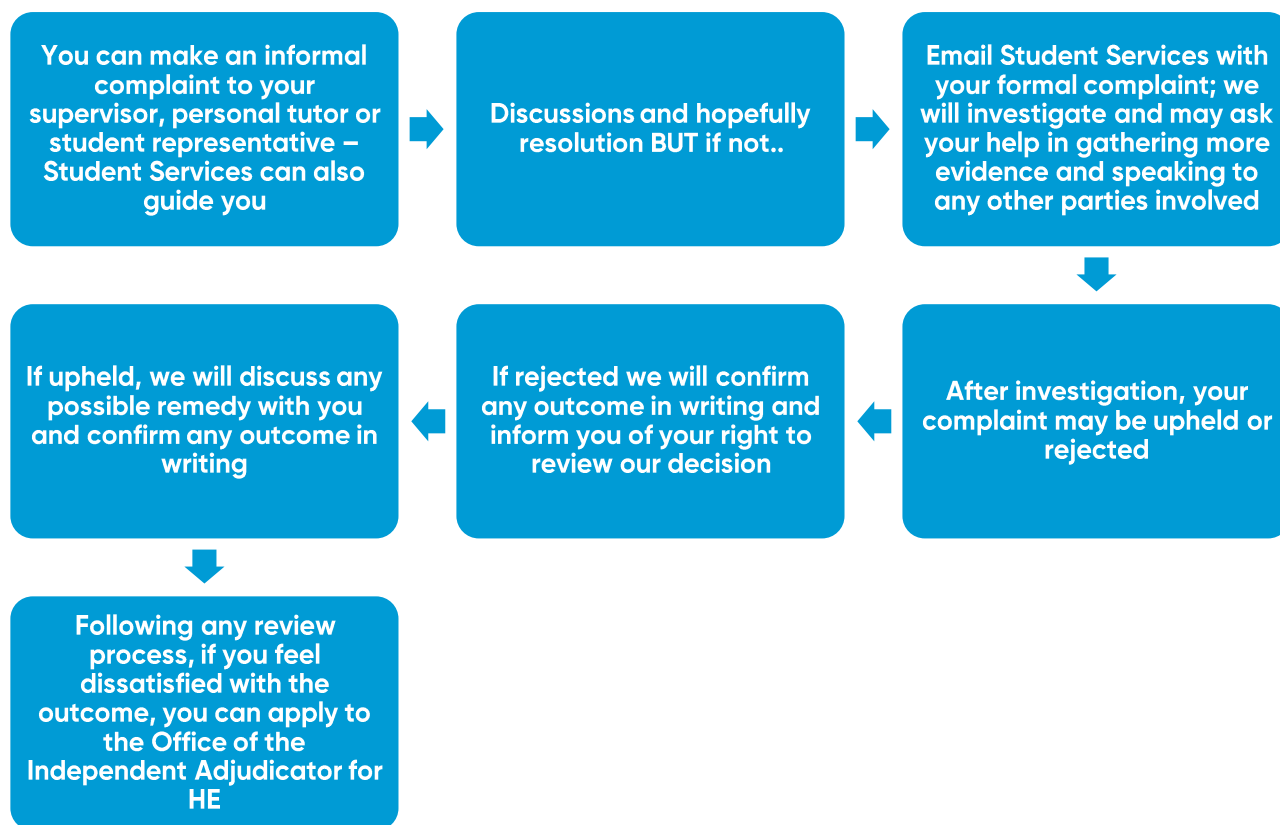 You can make an informal
complaint to your
supervisor, personal tutor or
student representative –
Student Services can also
guide you
Discussions and hopefully
resolution BUT if not..
Email Student Services with
your formal complaint; we
will investigate and may ask
your help in gathering more
evidence and speaking to
any other parties involved
After investigation, your
complaint may be upheld or
rejected
If rejected we will confirm
any outcome in writing and
inform you of your right to
review our decision
If upheld, we will discuss any
possible remedy with you
and confirm any outcome in
writing
Following any review
process, if you feel
dissatisfied with the
outcome, you can apply to
the Office of the
Independent Adjudicator for
HE